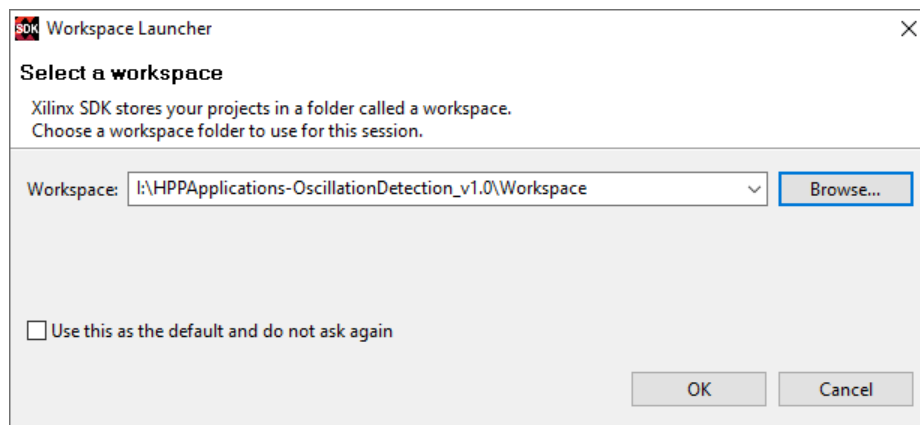 SDK Workspace Launcher
Select a workspace
Xilinx SDK stores your projects in a folder called a workspace.
Choose a workspace folder to use for this session.
Workspace: I:\HPPApplications-OscillationDetection_v1.0\Workspace Browse...
Use this as the default and do not ask again
OK Cancel